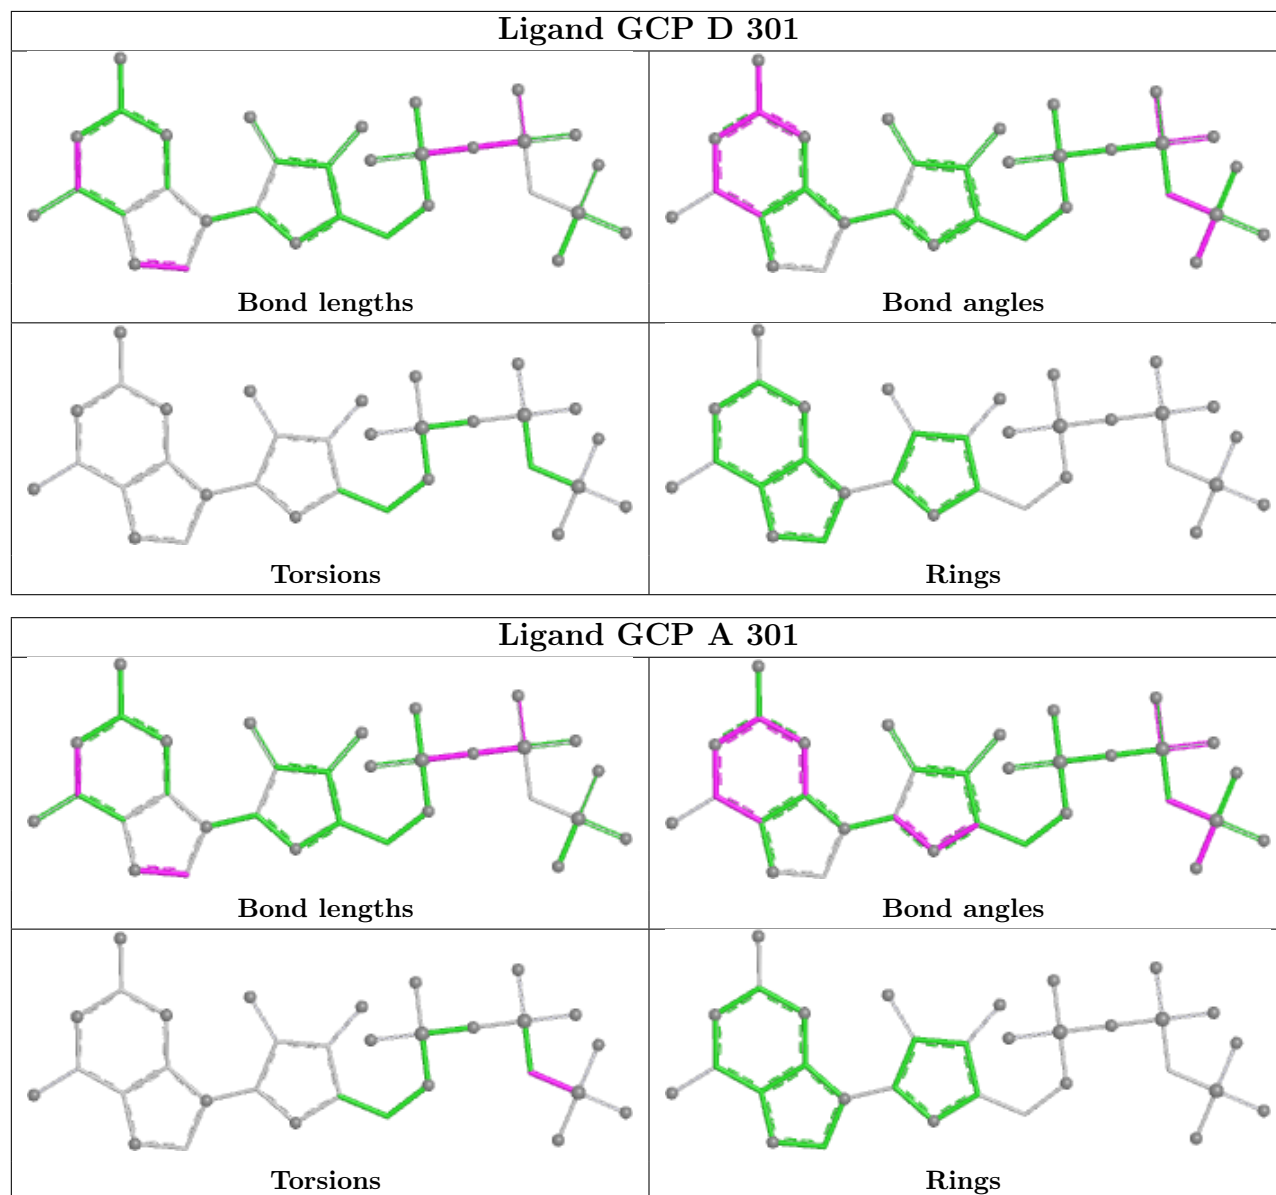 Ligand GCP D 301
Bond lengths
Bond angles
Torsions
Rings
Ligand GCP A 301
Bond lengths
Bond angles
Torsions
Rings